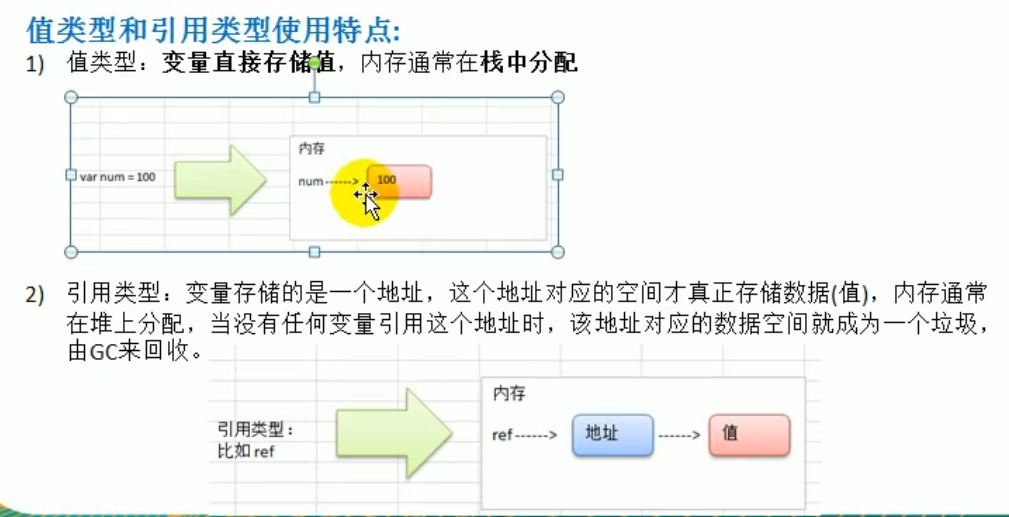 值类型和引用类型使用特点:
1) 值类型：变量直接存储值，内存通常在栈中分配
var num = 100
内存
num------> 100
2) 引用类型：变量存储的是一个地址，这个地址对应的空间才真正存储数据(值)，内存通常
在堆上分配，当没有任何变量引用这个地址时，该地址对应的数据空间就成为一个垃圾，
由GC来回收。
引用类型：
比如 ref
内存
ref------> 地址 ------> 值